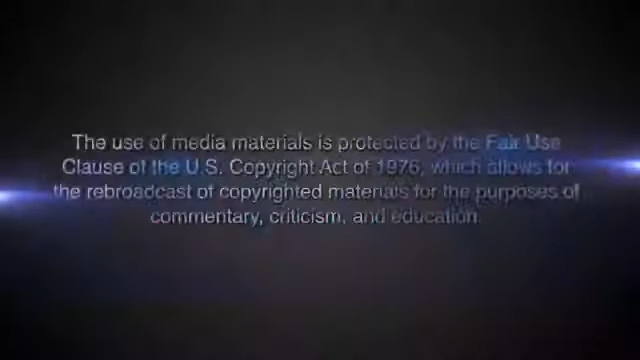 The use of media materials is protected by the Fair Use
Clause of the U.S. Copyright Act of 1976, which allows for
the rebroadcast of copyrighted materials for the purposes of
commentary, criticism, and education.